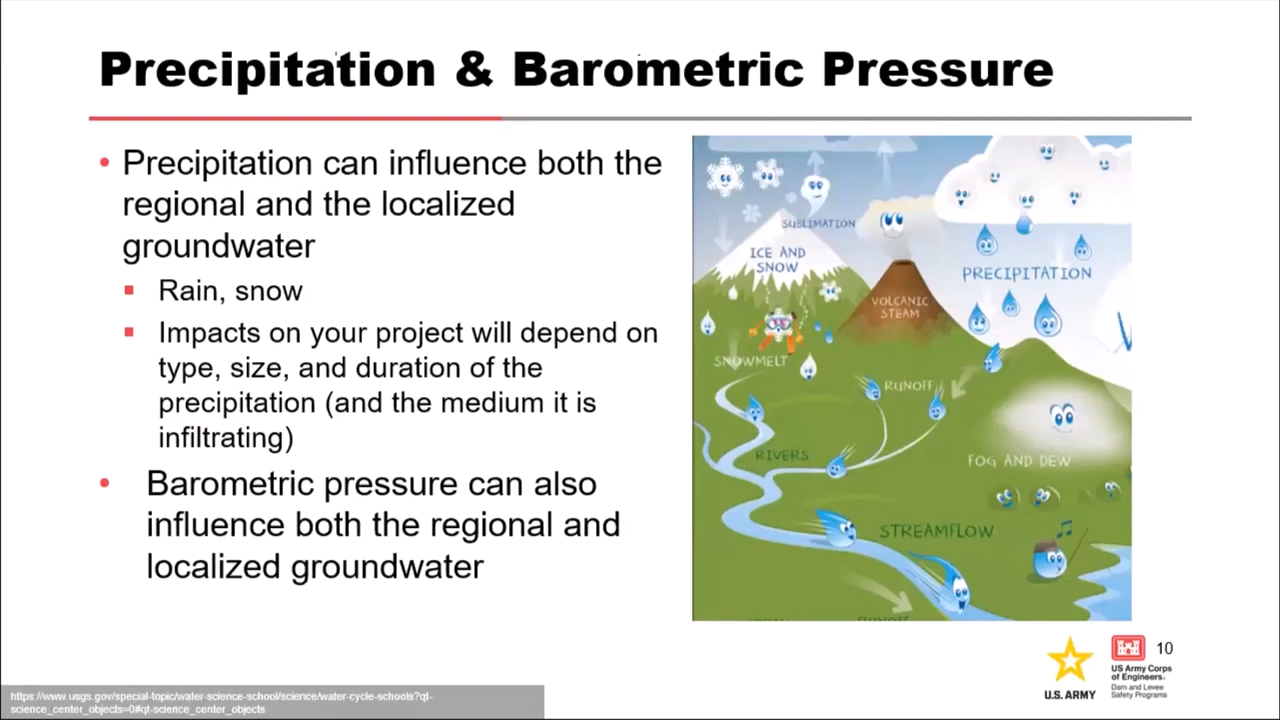 Precipitation & Barometric Pressure
• Precipitation can influence both the
regional and the localized
groundwater
▪ Rain, snow
▪ Impacts on your project will depend on
type, size, and duration of the
precipitation (and the medium it is
infiltrating)
• Barometric pressure can also
influence both the regional and
localized groundwater
SUBLIMATION
ICE AND
SNOW
PRECIPITATION
VOLCANIC
STEAM
SNOWMELT
RUNOFF
RIVERS
FOG AND DEW
STREAMFLOW
RUNOFF
U.S. ARMY
US Army Corps
of Engineers®
Dam and Levee
Safety Programs
10
https://www.usgs.gov/special-topic/water-science-school/science/water-cycle-schools?qt-
science_center_objects=0#qt-science_center_objects